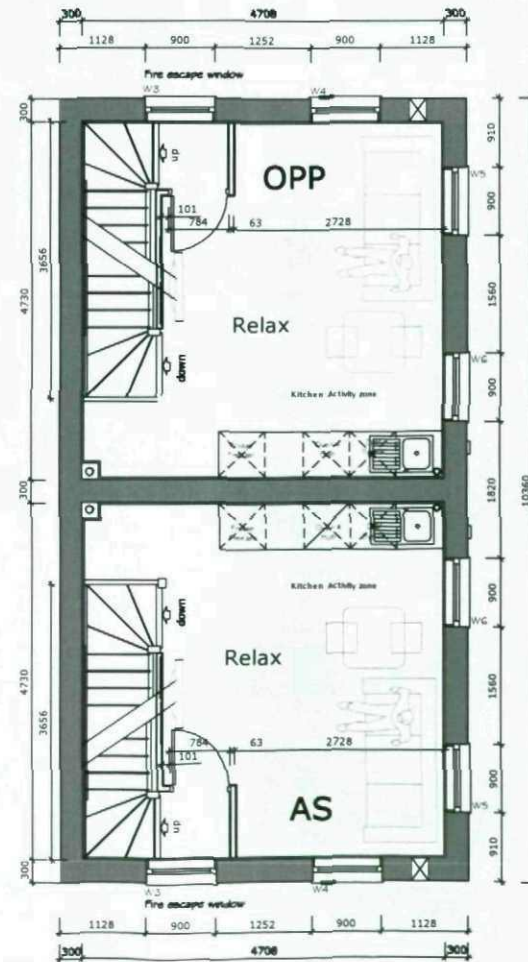 300 4708 300
1128 900 1252 900 1128
Fire escape window
W3 W4
300 910
up
OPP
W5
101
784 63 2728
900
3656
4730
1560
Relax
down
W6
900
Kitchen Activity zone
300
1820
10260
Kitchen Activity zone
900
down
W6
Relax
4730
3656
1560
784 63 2728
101
900
W5
up
AS
910
300
W3 W4
Fire escape window
1128 900 1252 900 1128
300 4708 300